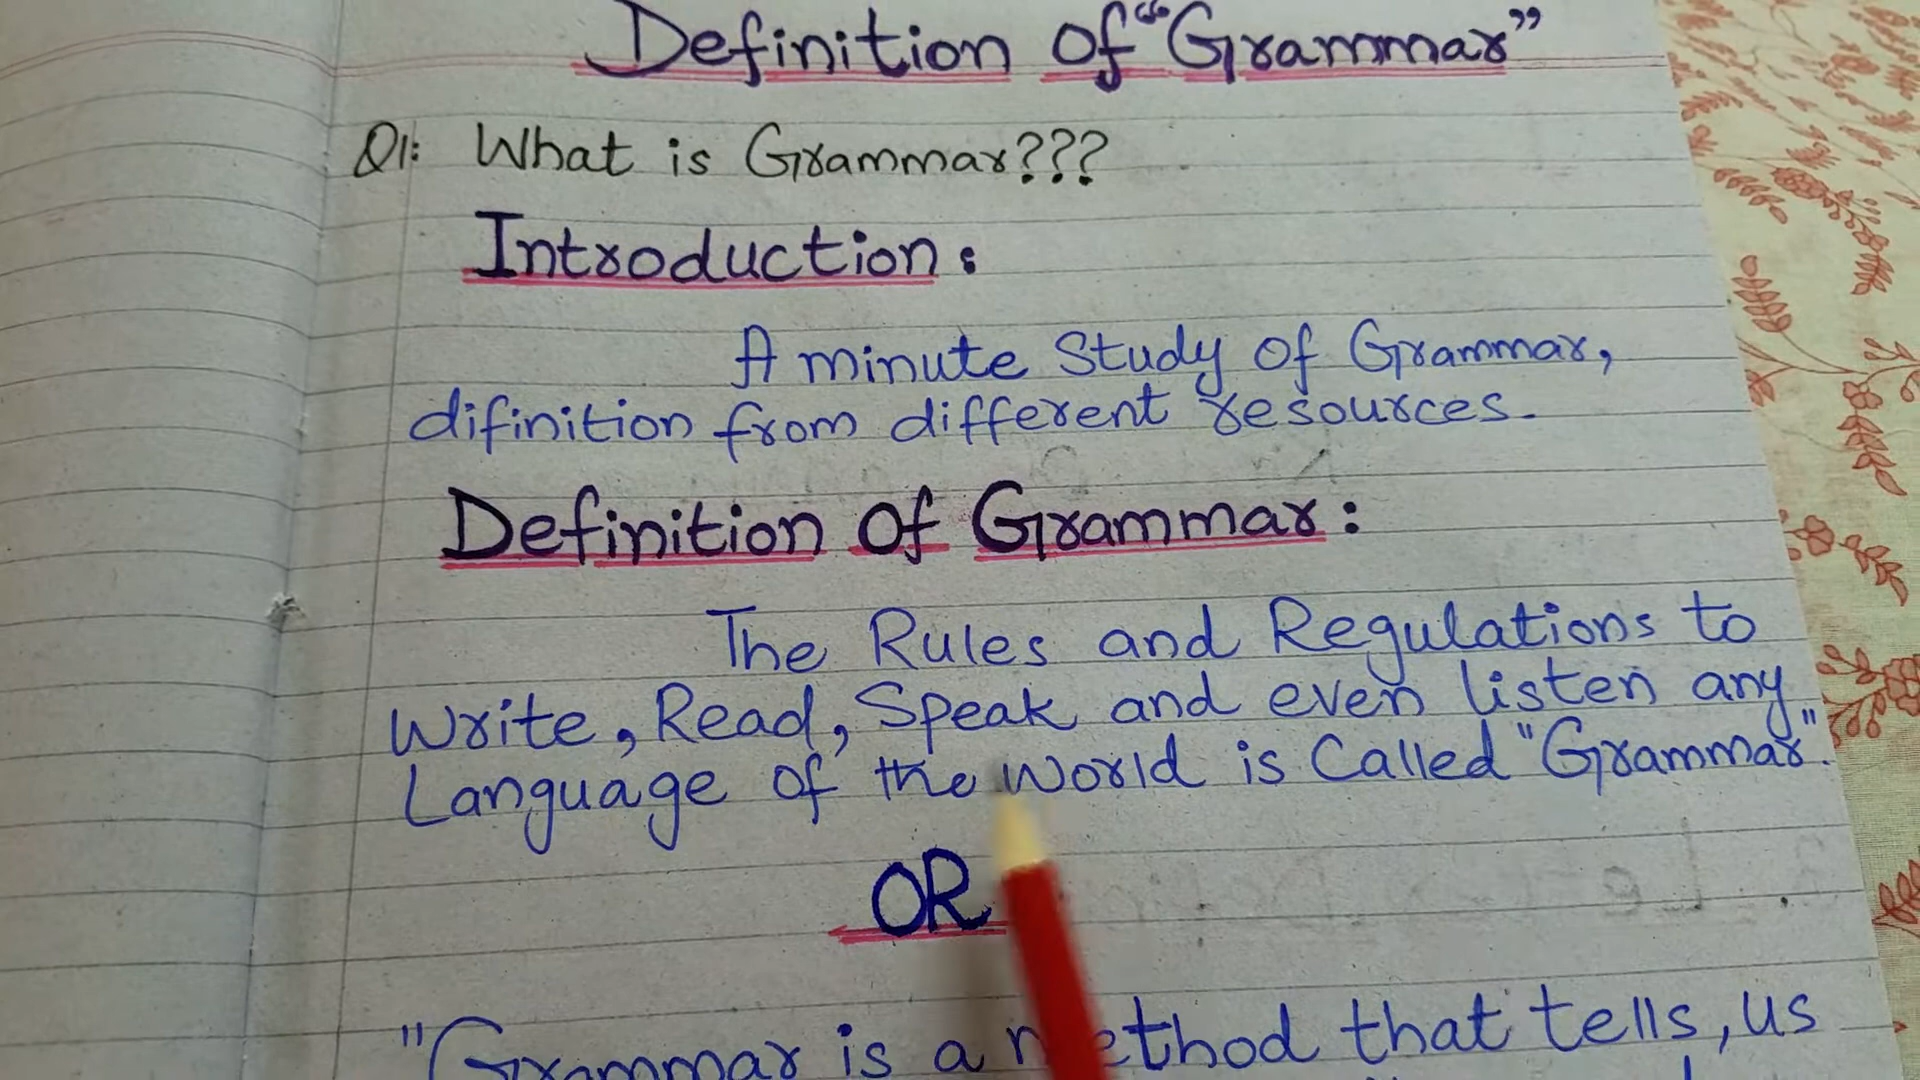 Definition of "Grammar"
Q1: What is Grammar???
Introduction:
A minute Study of Grammar,
difinition from different resources.
Definition of Grammar:
The Rules and Regulations to
Write, Read, Speak and even listen any
Language of the World is Called "Grammar".
OR
"Grammar is a method that tells, us